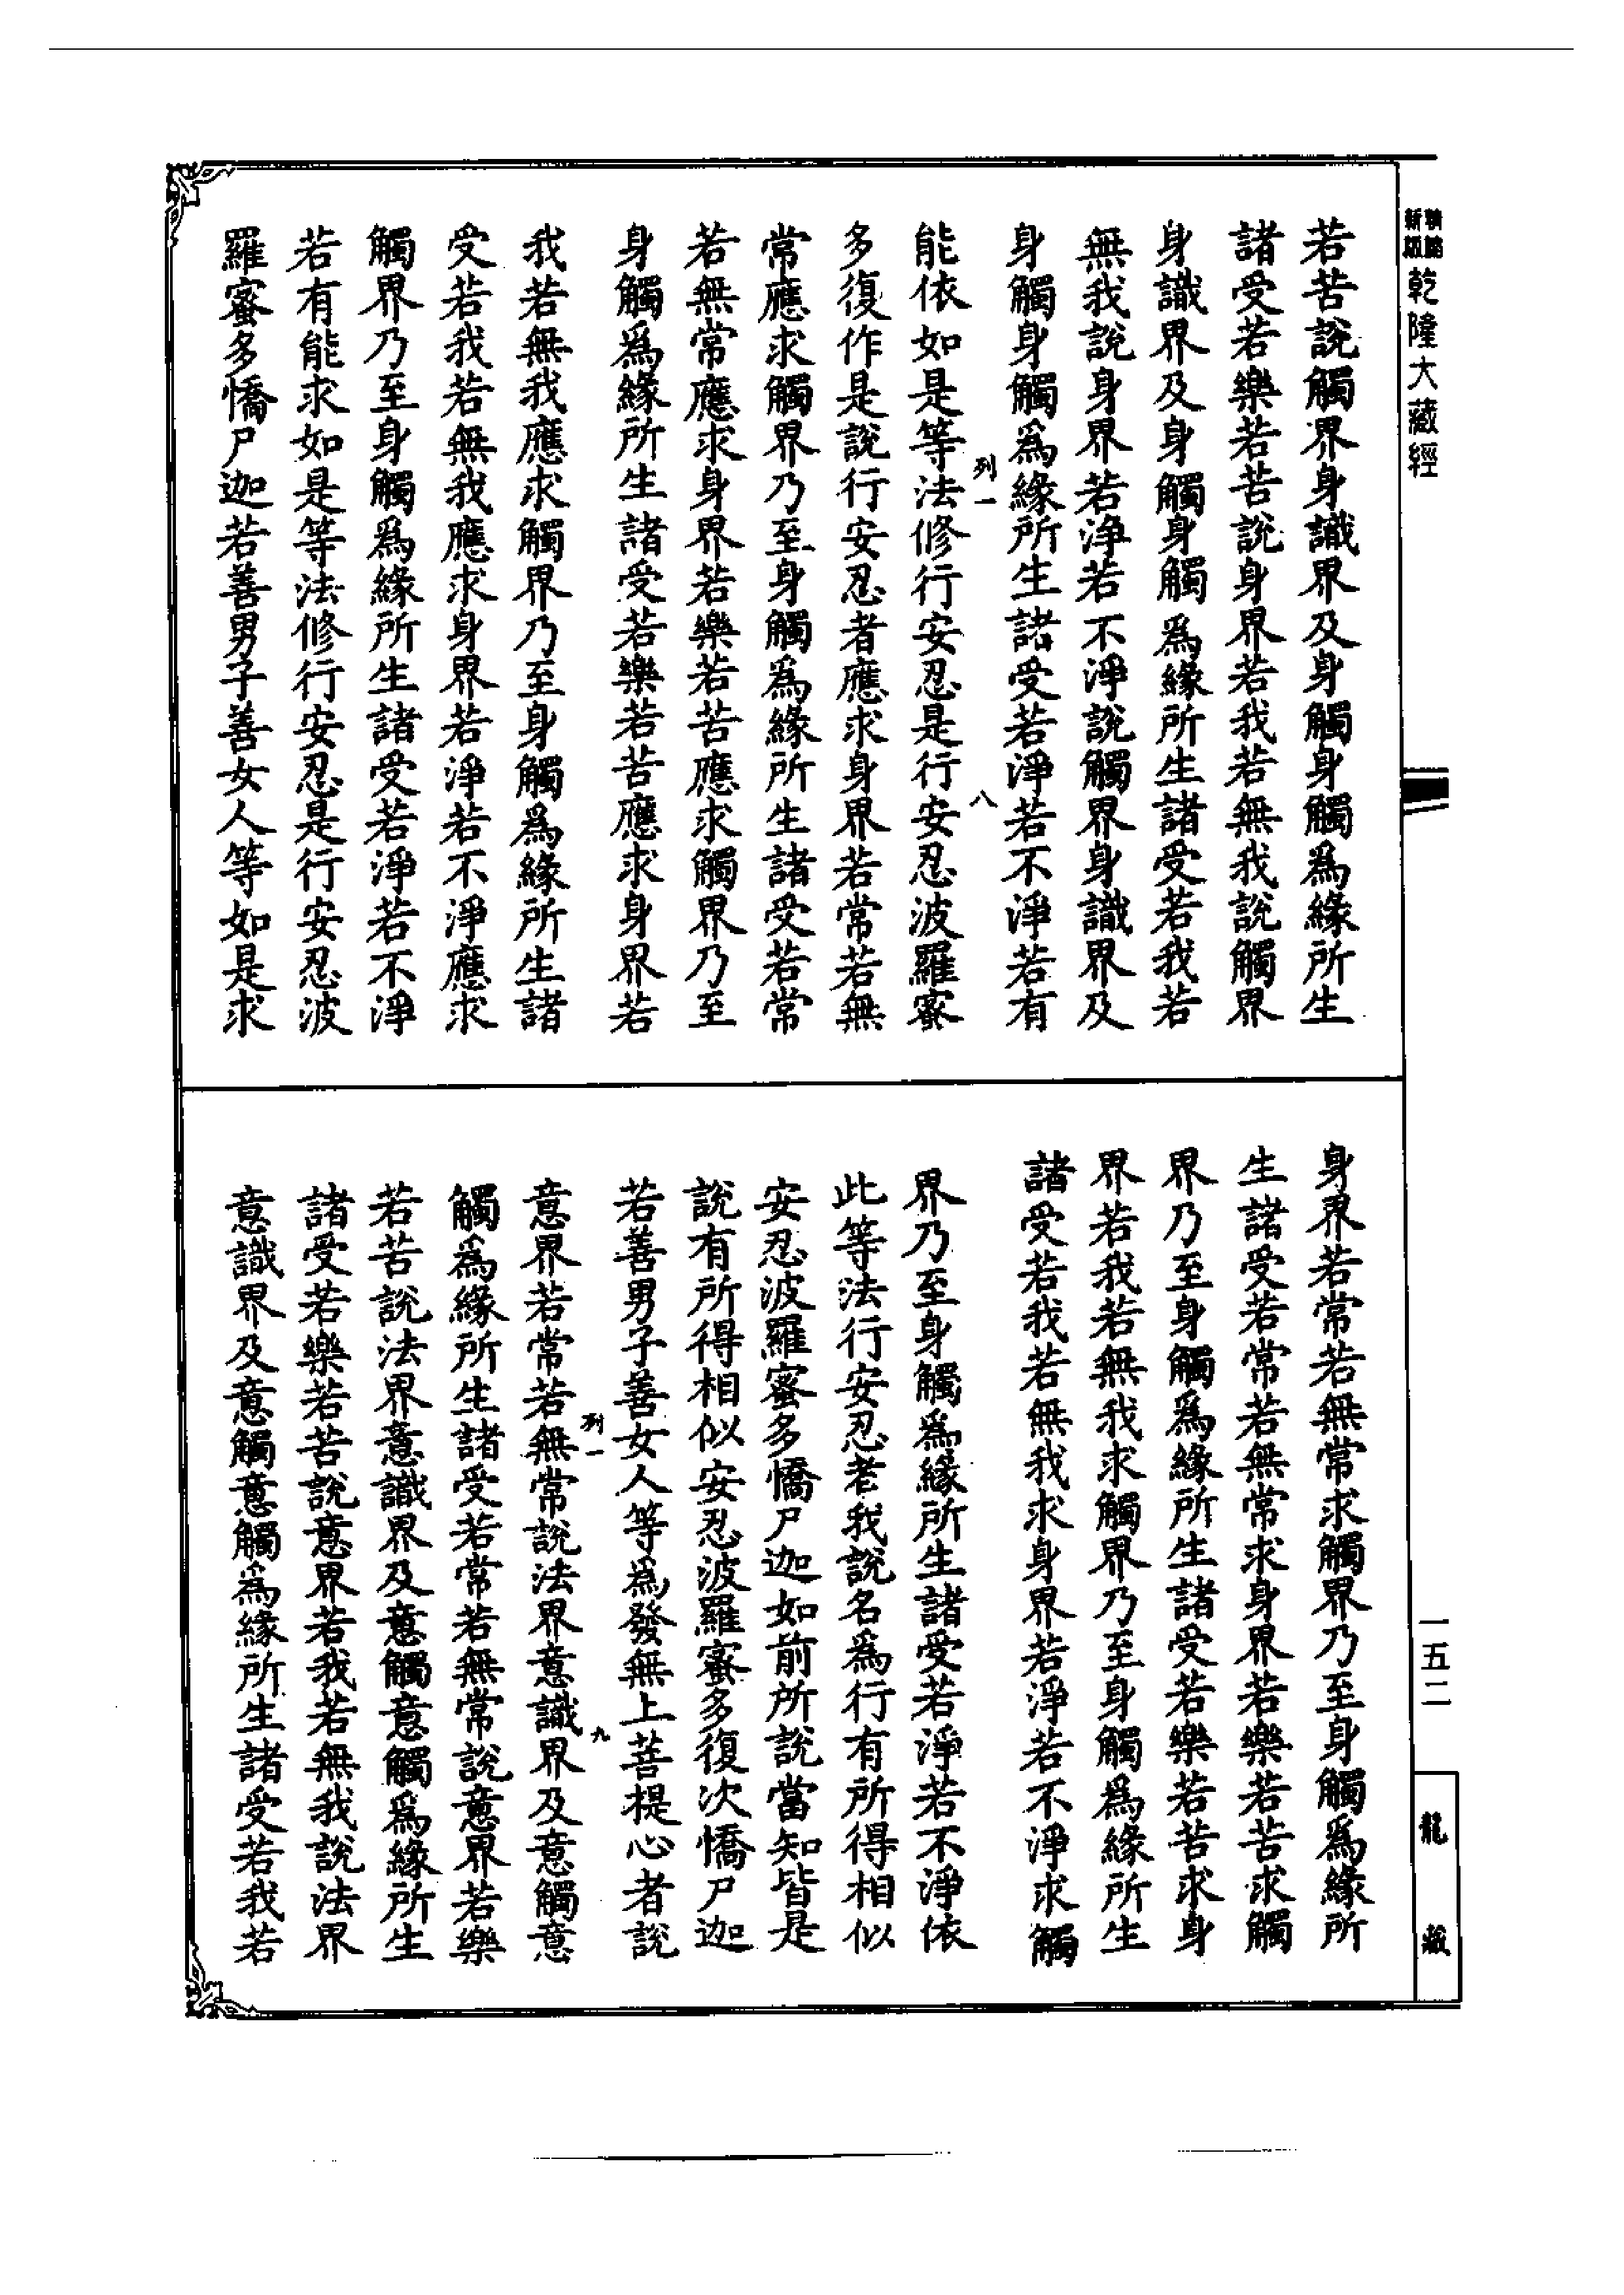 新編縮印
乾隆大藏經
若苦說觸界身識界及身觸身觸爲緣所生
諸受若樂若苦說身界若我若無我說觸界
身識界及身觸身觸爲緣所生諸受若我若
無我說身界若淨若不淨說觸界身識界及
身觸身觸爲緣所生諸受若淨若不淨若有
列一
八
能依如是等法修行安忍是行安忍波羅蜜
多復作是說行安忍者應求身界若常若無
常應求觸界乃至身觸爲緣所生諸受若常
若無常應求身界若樂若苦應求觸界乃至
身觸爲緣所生諸受若樂若苦應求身界若
我若無我應求觸界乃至身觸爲緣所生諸
受若我若無我應求身界若淨若不淨應求
觸界乃至身觸爲緣所生諸受若淨若不淨
若有能求如是等法修行安忍是行安忍波
羅蜜多憍尸迦若善男子善女人等如是求
身界若常若無常求觸界乃至身觸爲緣所
生諸受若常若無常求身界若樂若苦求觸
界乃至身觸爲緣所生諸受若樂若苦求身
界若我若無我求觸界乃至身觸爲緣所生
諸受若我若無我求身界若淨若不淨求觸
界乃至身觸爲緣所生諸受若淨若不淨依
此等法行安忍者我說名爲行有所得相似
安忍波羅蜜多憍尸迦如前所說當知皆是
說有所得相似安忍波羅蜜多復次憍尸迦
若善男子善女人等爲發無上菩提心者說
列一
九
意界若常若無常說法界意識界及意觸意
觸爲緣所生諸受若常若無常說意界若樂
若苦說法界意識界及意觸意觸爲緣所生
諸受若樂若苦說意界若我若無我說法界
意識界及意觸意觸爲緣所生諸受若我若
一五二
龍藏